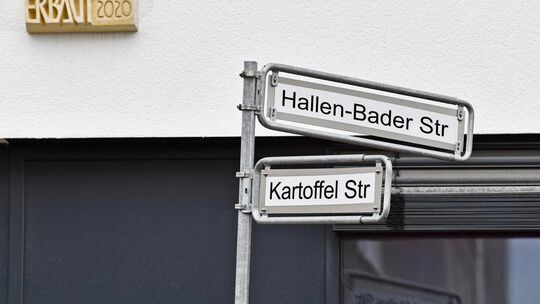 ERBAUT 2020
Hallen-Bader Str
Kartoffel Str